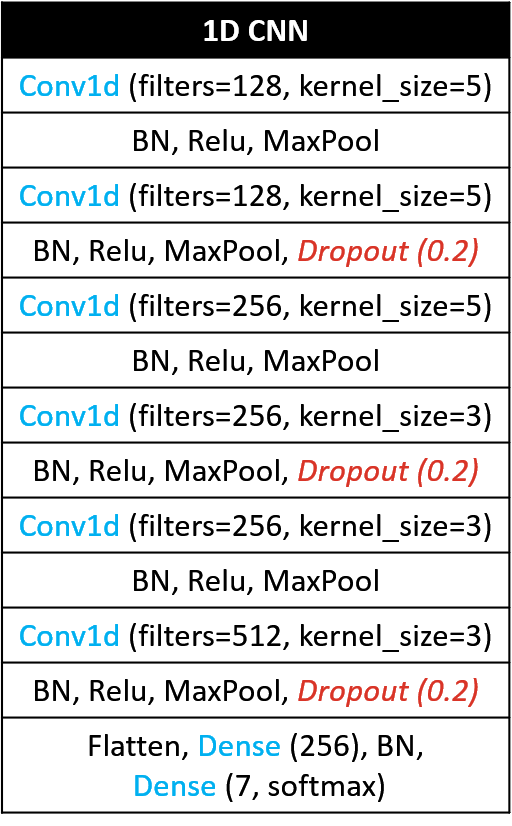 1D CNN
Conv1d (filters=128, kernel_size=5)
BN, Relu, MaxPool
Conv1d (filters=128, kernel_size=5)
BN, Relu, MaxPool, Dropout (0.2)
Conv1d (filters=256, kernel_size=5)
BN, Relu, MaxPool
Conv1d (filters=256, kernel_size=3)
BN, Relu, MaxPool, Dropout (0.2)
Conv1d (filters=256, kernel_size=3)
BN, Relu, MaxPool
Conv1d (filters=512, kernel_size=3)
BN, Relu, MaxPool, Dropout (0.2)
Flatten, Dense (256), BN,
Dense (7, softmax)